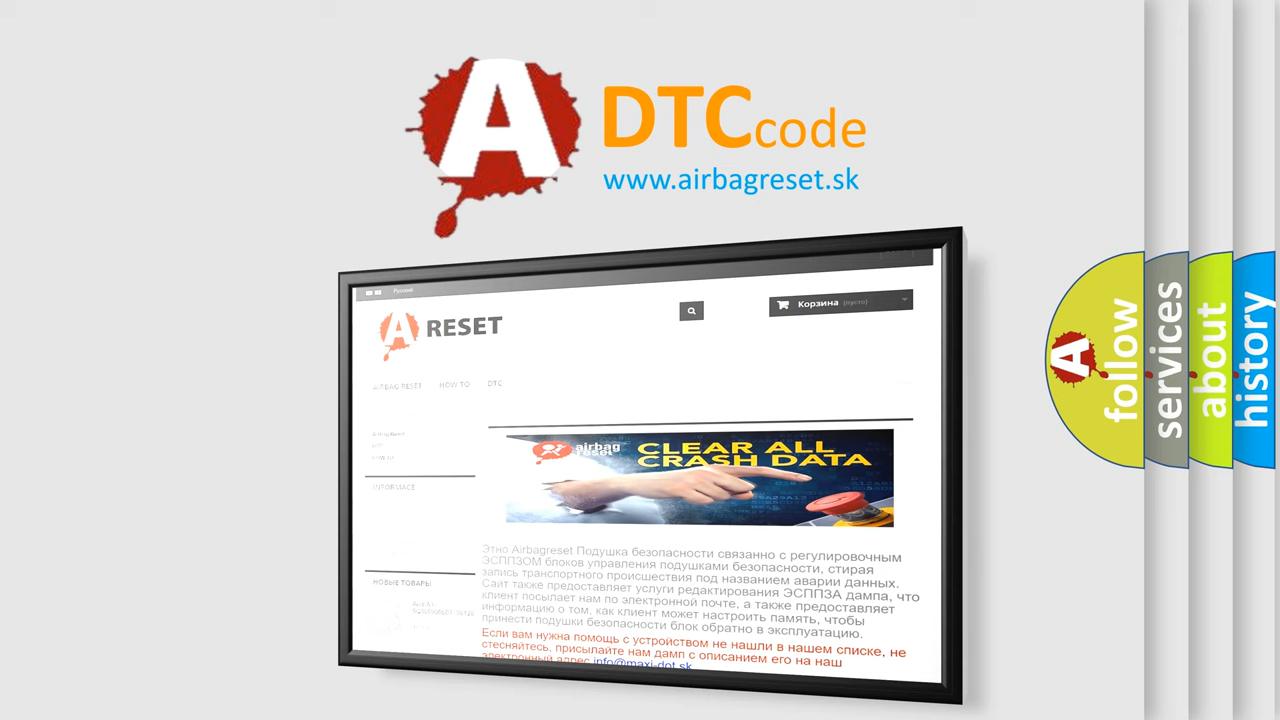 A
DTCcode
www.airbagreset.sk
Русский
Корзина (пусто)
A RESET
AIRBAG RESET HOW TO DTC
Airbag Reset
HOW TO
INFORMACE
airbag
reset
CLEAR ALL
CRASH DATA
НОВЫЕ ТОВАРЫ
Этно Airbagreset Подушка безопасности связанно с регулировочным
ЭСППЗОМ блоков управления подушками безопасности, стирая
запись транспортного происшествия под названием аварии данных.
Сайт также предоставляет услуги редактирования ЭСППЗА дампа, что
клиент посылает нам по электронной почте, а также предоставляет
информацию о том, как клиент может настроить память, чтобы
принести подушки безопасности блок обратно в эксплуатацию.
Если вам нужна помощь с устройством не нашли в нашем списке, не
стесняйтесь, присылайте нам дамп с описанием его на наш
электронный адрес info@maxi-dot.sk
A
follow
services
about
history